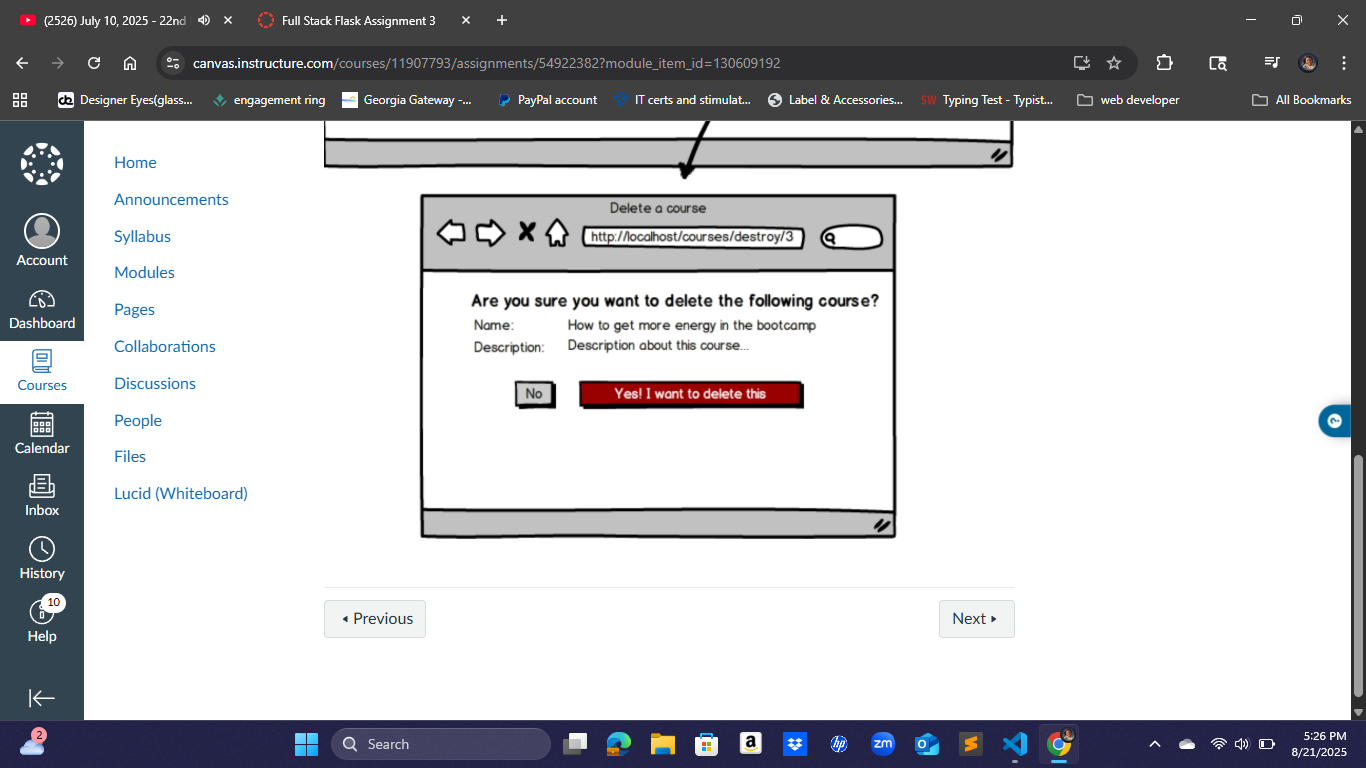 (2526) July 10, 2025 - 22nd
Full Stack Flask Assignment 3
canvas.instructure.com/courses/11907793/assignments/54922382?module_item_id=130609192
Designer Eyes(glass...
engagement ring
Georgia Gateway -...
PayPal account
IT certs and stimulat...
Label & Accessories...
SW
Typing Test - Typist...
web developer
All Bookmarks
Account
Dashboard
Courses
Calendar
Inbox
History
10
Help
Home
Announcements
Syllabus
Modules
Pages
Collaborations
Discussions
People
Files
Lucid (Whiteboard)
Delete a course
http://localhost/courses/destroy/3
Are you sure you want to delete the following course?
Name: How to get more energy in the bootcamp
Description: Description about this course...
No
Yes! I want to delete this
Previous
Next
2
Search
a
hp
zm
5:26 PM
8/21/2025